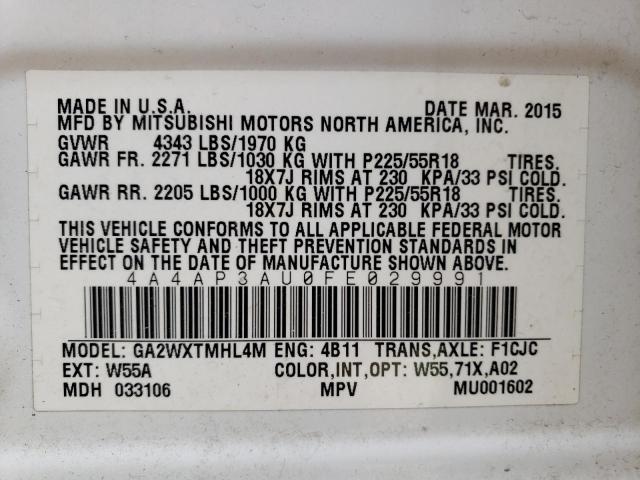 MADE IN U.S.A. DATE MAR. 2015
MFD BY MITSUBISHI MOTORS NORTH AMERICA, INC.
GVWR 4343 LBS/1970 KG
GAWR FR. 2271 LBS/1030 KG WITH P225/55R18 TIRES.
18X7J RIMS AT 230 KPA/33 PSI COLD.
GAWR RR. 2205 LBS/1000 KG WITH P225/55R18 TIRES.
18X7J RIMS AT 230 KPA/33 PSI COLD.
THIS VEHICLE CONFORMS TO ALL APPLICABLE FEDERAL MOTOR
VEHICLE SAFETY AND THEFT PREVENTION STANDARDS IN
EFFECT ON THE DATE OF MANUFACTURE SHOWN ABOVE.
4A4AP3AU0FE029991
MODEL: GA2WXTMHL4M ENG: 4B11 TRANS,AXLE: F1CJC
EXT: W55A COLOR,INT,OPT: W55,71X,A02
MDH 033106 MPV MU001602